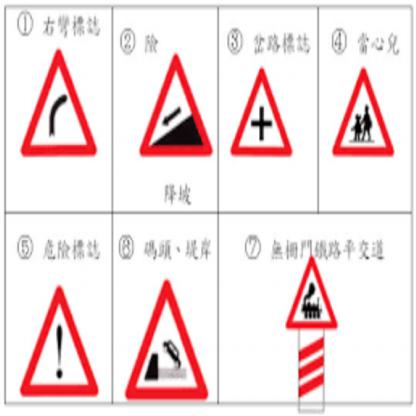 ① 右彎標誌
② 險
降坡
③ 岔路標誌
④ 當心兒
⑤ 危險標誌
⑥ 碼頭、堤岸
⑦ 無柵門鐵路平交道